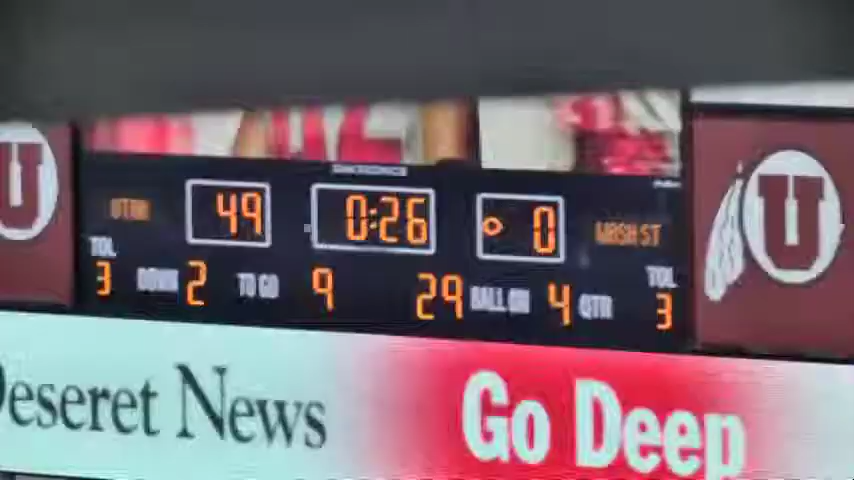 U
UTAH 49 0:26 0 WASH ST
TOL TOL
3 DOWN 2 TO GO 9 29 BALL ON 4 QTR 3
U
Deseret News
Go Deep